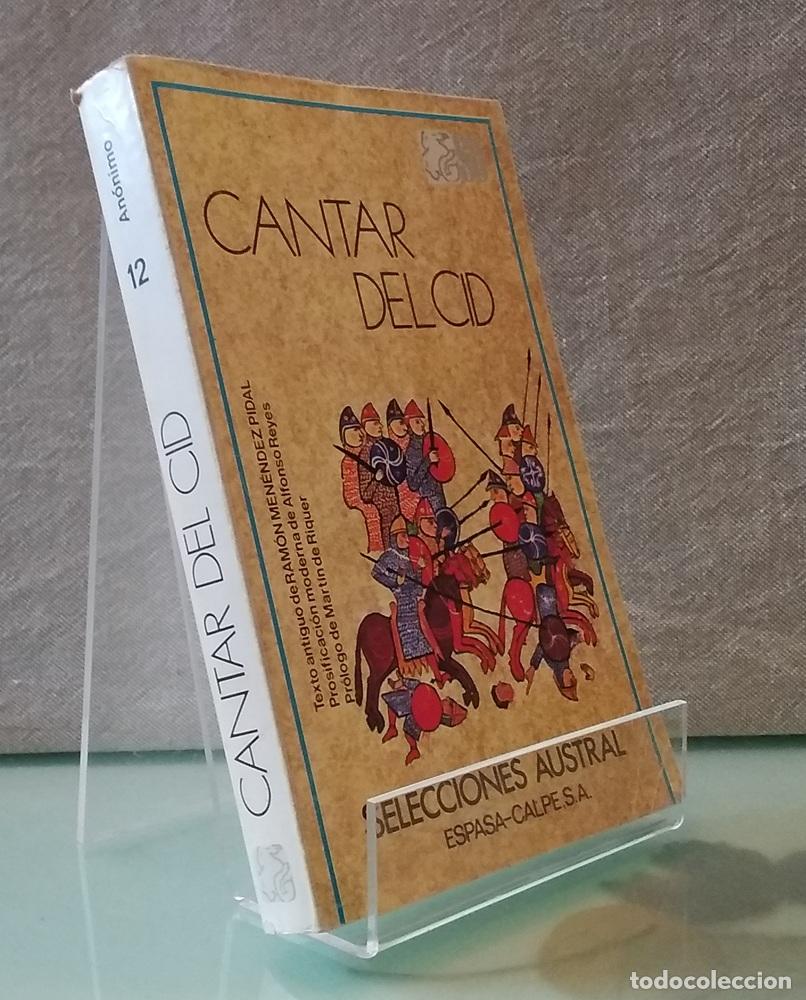 Anónimo
12
CANTAR DEL CID
CANTAR
DEL CID
Texto antiguo de RAMÓN MENÉNDEZ PIDAL
Prosificación moderna de Alfonso Reyes
Prólogo de Martín de Riquer
SELECCIONES AUSTRAL
ESPASA-CALPE, S.A.
todocoleccion